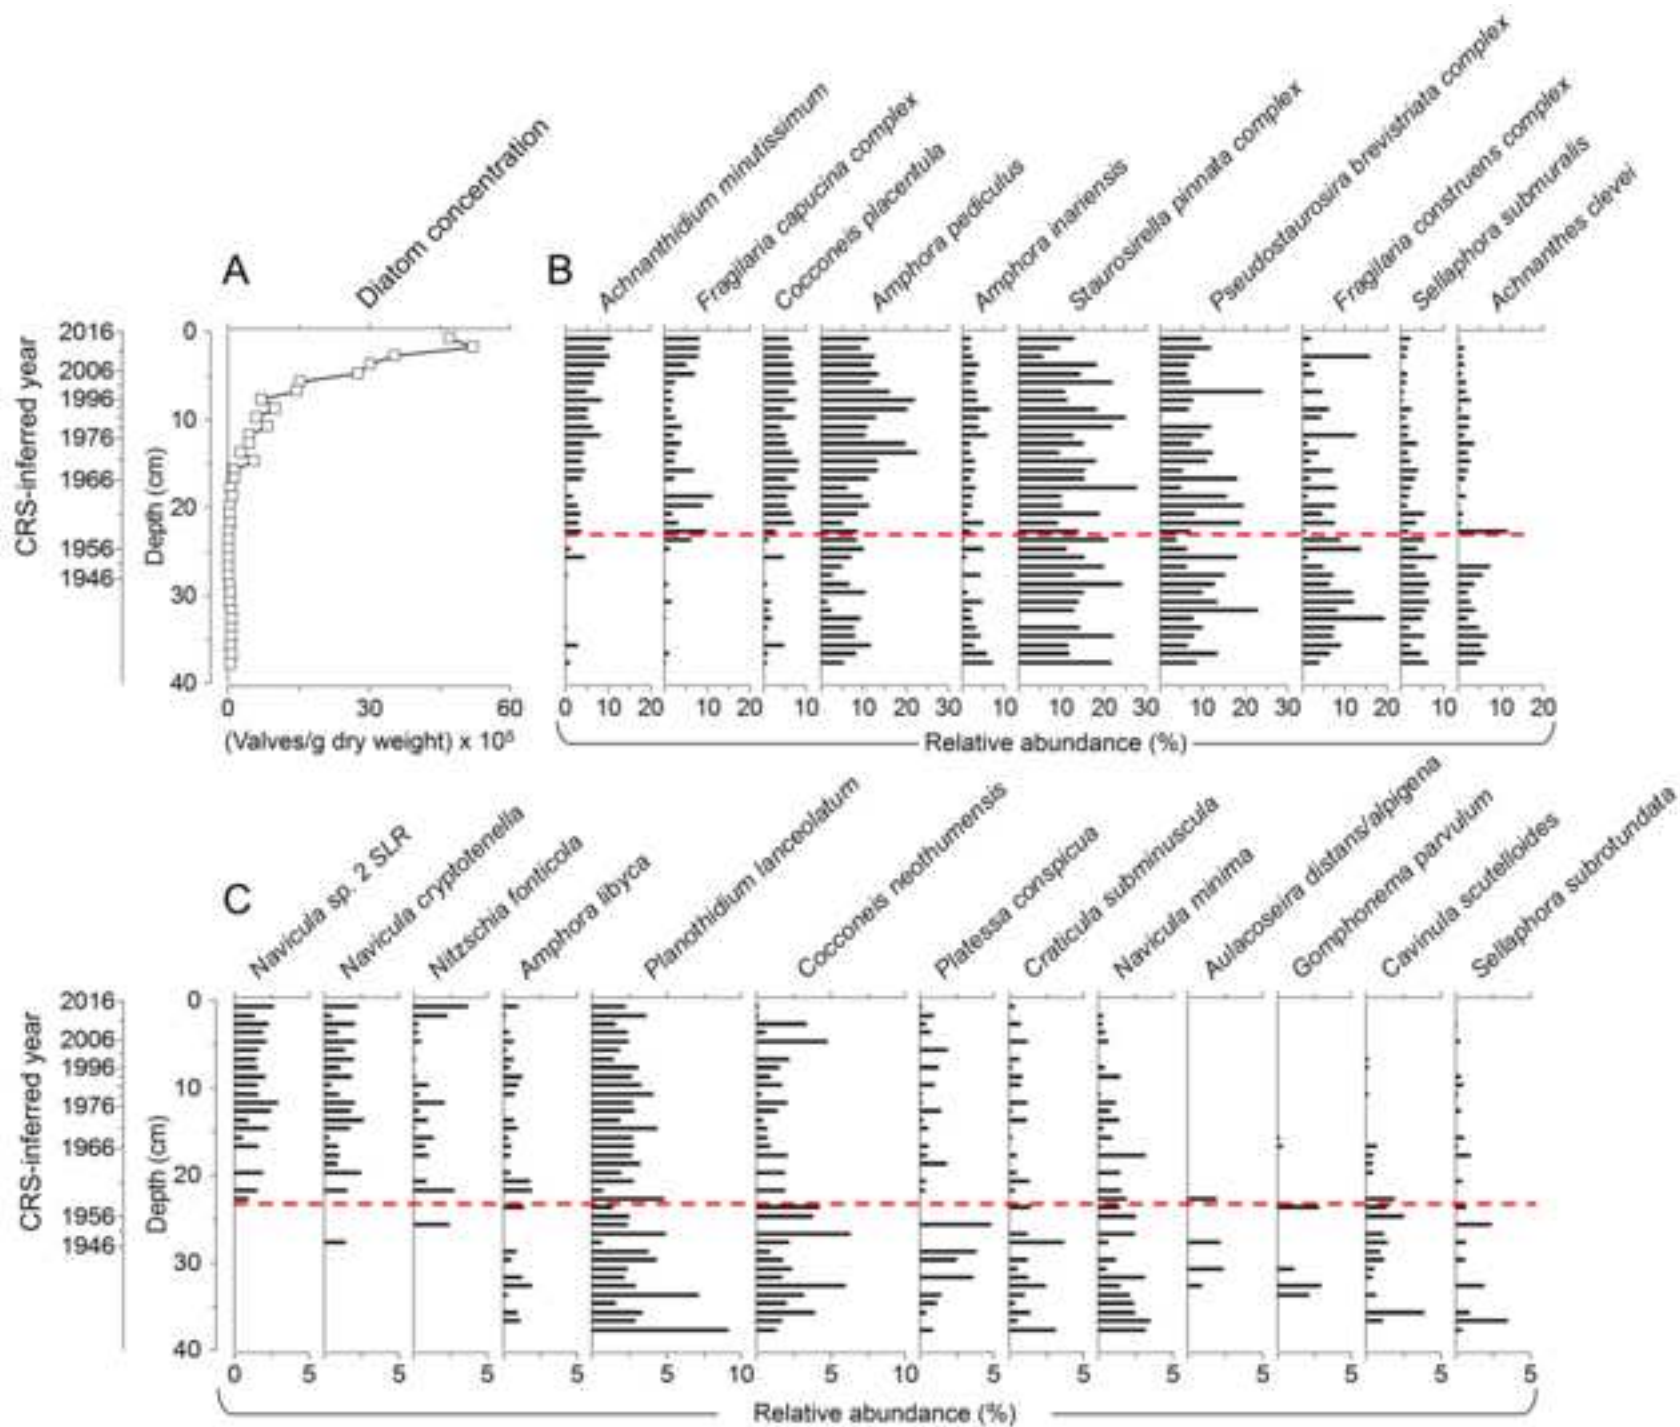 A
Diatom concentration
B
Achnanthidium minutissimum
Fragilaria capucina complex
Cocconeis placentula
Amphora pediculus
Amphora inariensis
Staurosirella pinnata complex
Pseudostaurosira brevistriata complex
Fragilaria construens complex
Sellaphora submuralis
Achnanthes clevei
CRS-inferred year
2016
2006
1996
1976
1966
1956
1946
Depth (cm)
0
10
20
30
40
0 30 60
(Valves/g dry weight) x 10⁵
0 10 20 10 20 10 10 20 30 10 10 20 30 10 20 30 10 20 10 10 20
Relative abundance (%)
C
Navicula sp. 2 SLR
Navicula cryptotenella
Nitzschia fonticola
Amphora libyca
Planothidium lanceolatum
Cocconeis neothumensis
Platessa conspicua
Craticula subminuscula
Navicula minima
Aulacoseira distans/alpigena
Gomphonema parvulum
Cavinula scutelloides
Sellaphora subrotundata
CRS-inferred year
2016
2006
1996
1976
1966
1956
1946
Depth (cm)
0
10
20
30
40
0 5 5 5 5 5 10 5 10 5 5 5 5 5 5 5
Relative abundance (%)